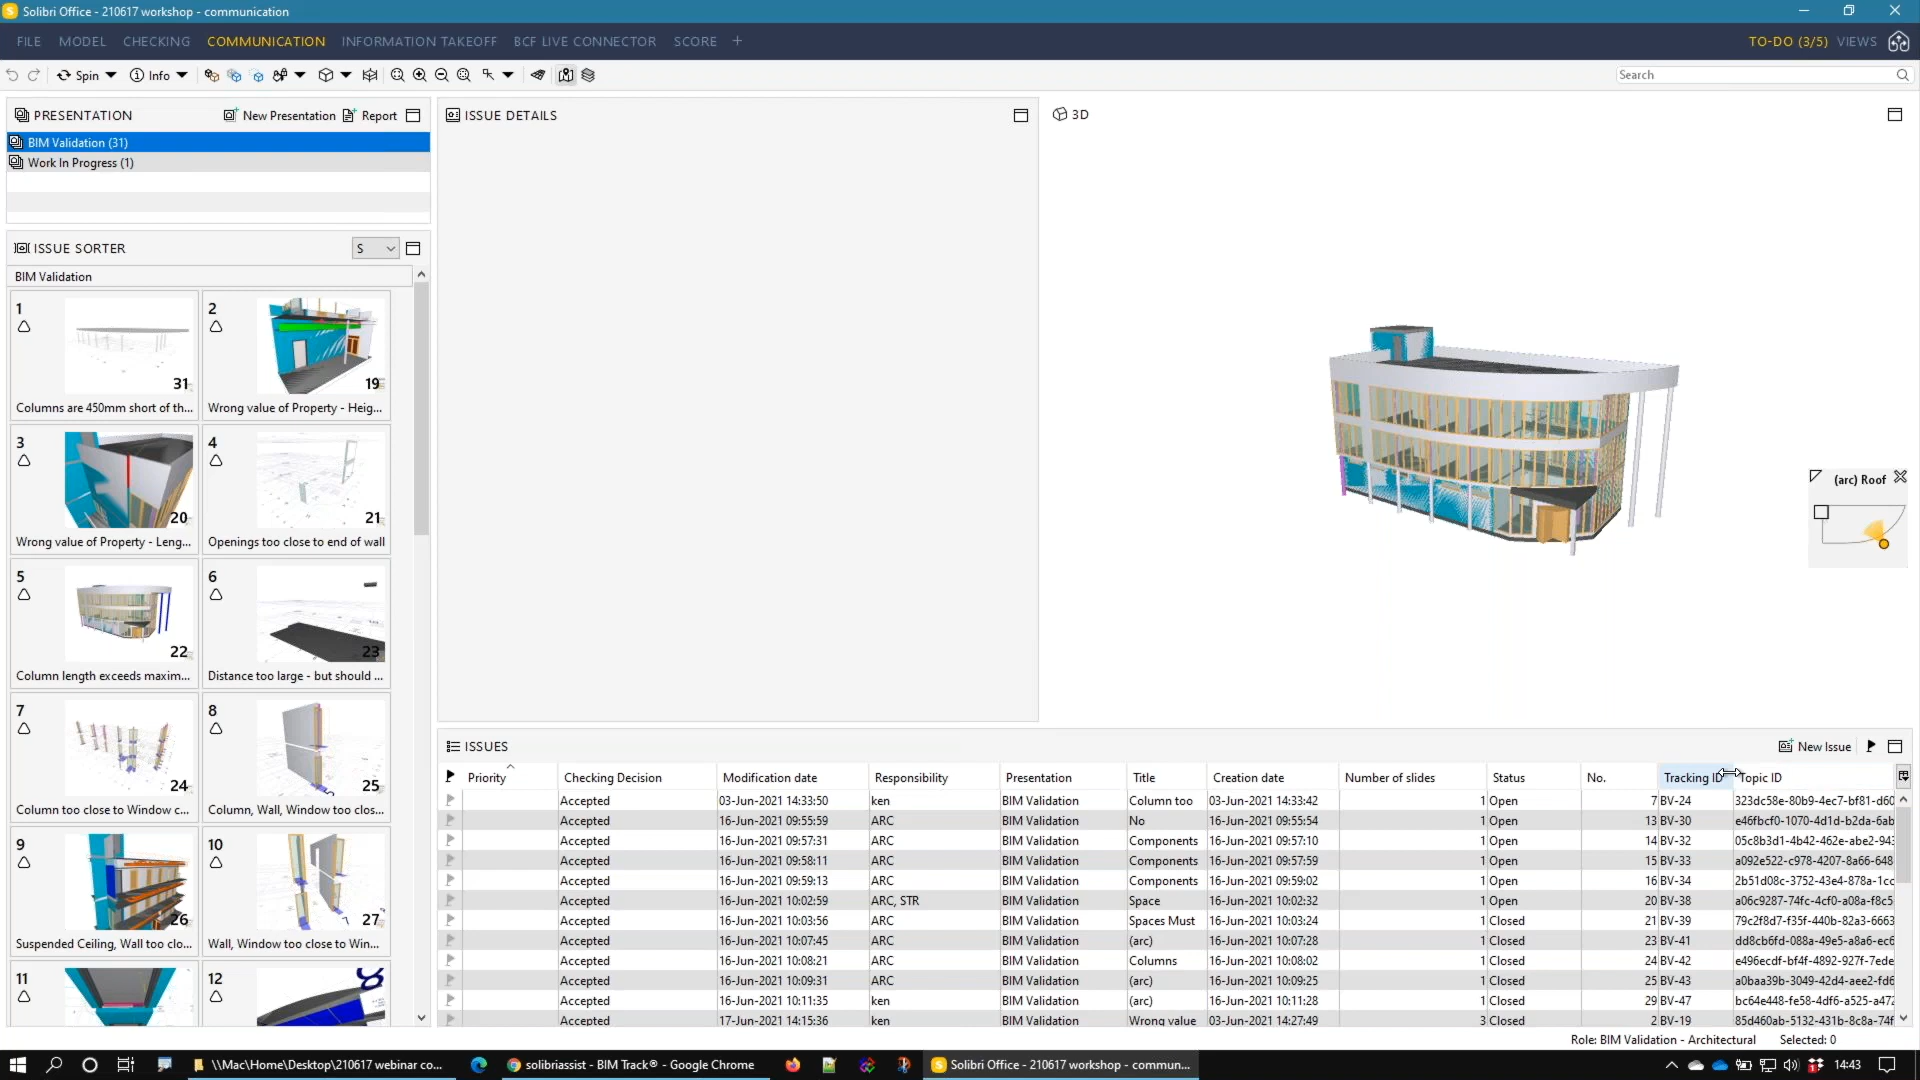 Solibri Office - 210617 workshop - communication
FILE MODEL CHECKING COMMUNICATION INFORMATION TAKEOFF BCF LIVE CONNECTOR SCORE + TO-DO (3/5) VIEWS
Spin Info Search
PRESENTATION New Presentation Report
BIM Validation (31)
Work In Progress (1)
ISSUE SORTER S
BIM Validation
1 31
Columns are 450mm short of th...
2 19
Wrong value of Property - Heig...
3 20
Wrong value of Property - Leng...
4 21
Openings too close to end of wall
5 22
Column length exceeds maxim...
6 23
Distance too large - but should ...
7 24
Column too close to Window c...
8 25
Column, Wall, Window too clos...
9 26
Suspended Ceiling, Wall too clo...
10 27
Wall, Window too close to Win...
11
12
ISSUE DETAILS
3D
(arc) Roof
ISSUES New Issue
Priority Checking Decision Modification date Responsibility Presentation Title Creation date Number of slides Status No. Tracking ID Topic ID
Accepted 03-Jun-2021 14:33:50 ken BIM Validation Column too 03-Jun-2021 14:33:42 1 Open 7 BV-24 323dc58e-80b9-4ec7-bf81-d60
Accepted 16-Jun-2021 09:55:59 ARC BIM Validation No 16-Jun-2021 09:55:54 1 Open 13 BV-30 e46fbcf0-1070-4d1d-b2da-6ab
Accepted 16-Jun-2021 09:57:31 ARC BIM Validation Components 16-Jun-2021 09:57:10 1 Open 14 BV-32 05c8b3d1-4b42-462e-abe2-943
Accepted 16-Jun-2021 09:58:11 ARC BIM Validation Components 16-Jun-2021 09:57:59 1 Open 15 BV-33 a092e522-c978-4207-8a66-648
Accepted 16-Jun-2021 09:59:13 ARC BIM Validation Components 16-Jun-2021 09:59:02 1 Open 16 BV-34 2b51d08c-3752-43e4-878a-1cc
Accepted 16-Jun-2021 10:02:59 ARC, STR BIM Validation Space 16-Jun-2021 10:02:32 1 Open 20 BV-38 a06c9287-74fc-4cf0-a08a-f8c5
Accepted 16-Jun-2021 10:03:56 ARC BIM Validation Spaces Must 16-Jun-2021 10:03:24 1 Closed 21 BV-39 79c2f8d7-f35f-440b-82a3-6663
Accepted 16-Jun-2021 10:07:45 ARC BIM Validation (arc) 16-Jun-2021 10:07:28 1 Closed 23 BV-41 dd8cb6fd-088a-49e5-a8a6-ec6
Accepted 16-Jun-2021 10:08:21 ARC BIM Validation Columns 16-Jun-2021 10:08:02 1 Closed 24 BV-42 e496ecdf-bf4f-4892-927f-7ede
Accepted 16-Jun-2021 10:09:31 ARC BIM Validation (arc) 16-Jun-2021 10:09:25 1 Closed 25 BV-43 a0baa39b-3049-42d4-aee2-fd6
Accepted 16-Jun-2021 10:11:35 ken BIM Validation (arc) 16-Jun-2021 10:11:28 1 Closed 29 BV-47 bc64e448-fe58-4df6-a525-a472
Accepted 17-Jun-2021 14:15:36 ken BIM Validation Wrong value 03-Jun-2021 14:27:49 3 Closed 2 BV-19 85d460ab-5132-431b-8c8a-74f
Role: BIM Validation - Architectural Selected: 0
\\Mac\Home\Desktop\210617 webinar co... solibriassist - BIM Track® - Google Chrome Solibri Office - 210617 workshop - commun... 14:43